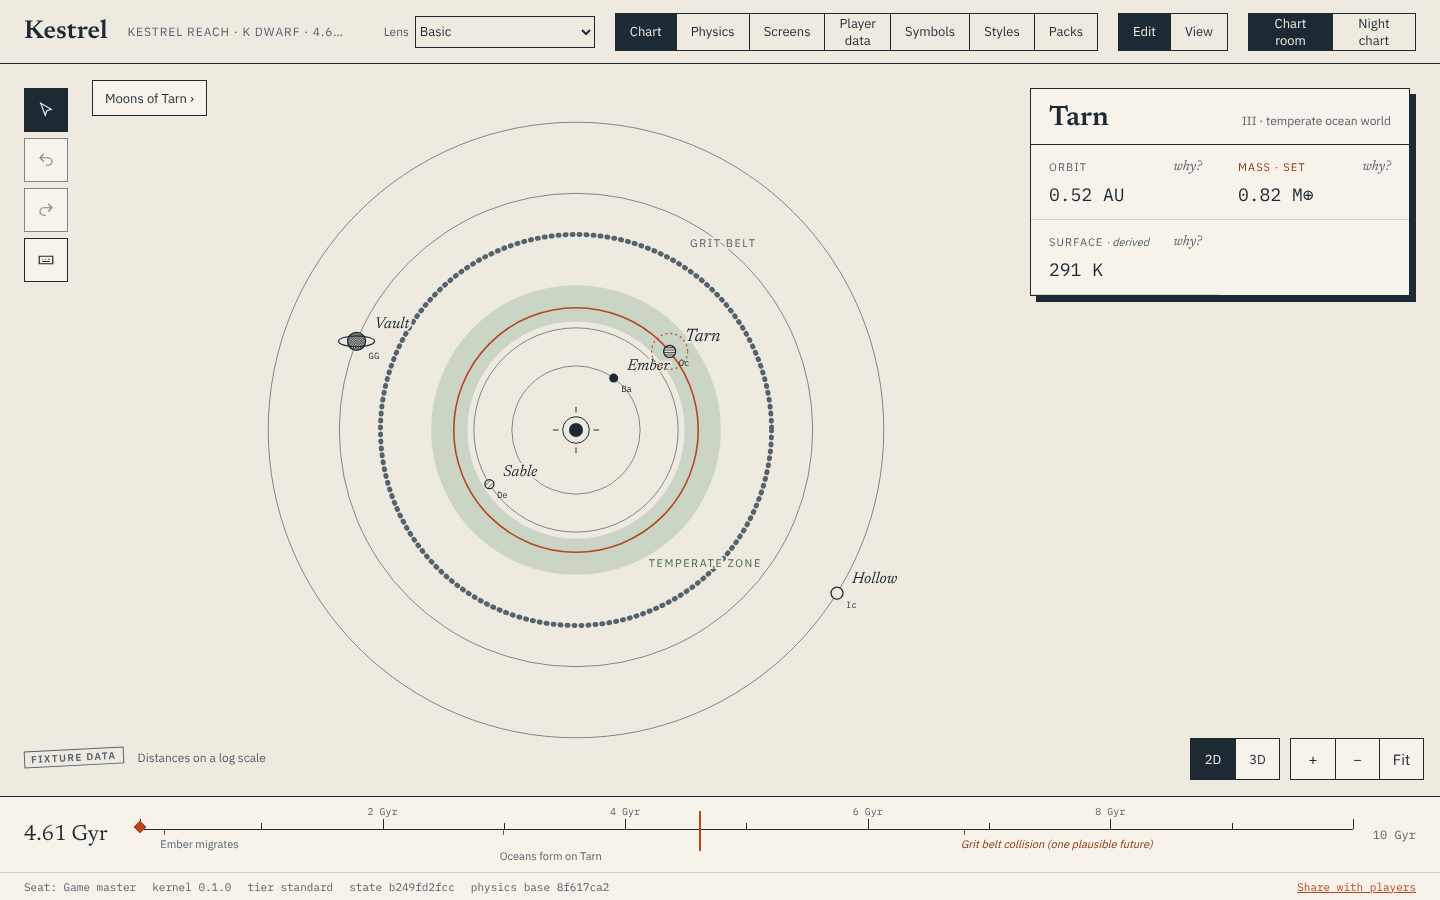 Kestrel
KESTREL REACH · K DWARF · 4.6…
Lens
Basic
Chart
Physics
Screens
Player
data
Symbols
Styles
Packs
Edit
View
Chart
room
Night
chart
Moons of Tarn ›
Tarn
III · temperate ocean world
ORBIT
why?
MASS · SET
why?
0.52 AU
0.82 M⊕
SURFACE · derived
why?
291 K
GRIT BELT
Vault
GG
Tarn
Oc
Ember
Ba
Sable
De
TEMPERATE ZONE
Hollow
Ic
FIXTURE DATA
Distances on a log scale
2D
3D
+
−
Fit
4.61 Gyr
2 Gyr
4 Gyr
6 Gyr
8 Gyr
10 Gyr
Ember migrates
Oceans form on Tarn
Grit belt collision (one plausible future)
Seat: Game master
kernel 0.1.0
tier standard
state b249fd2fcc
physics base 8f617ca2
Share with players